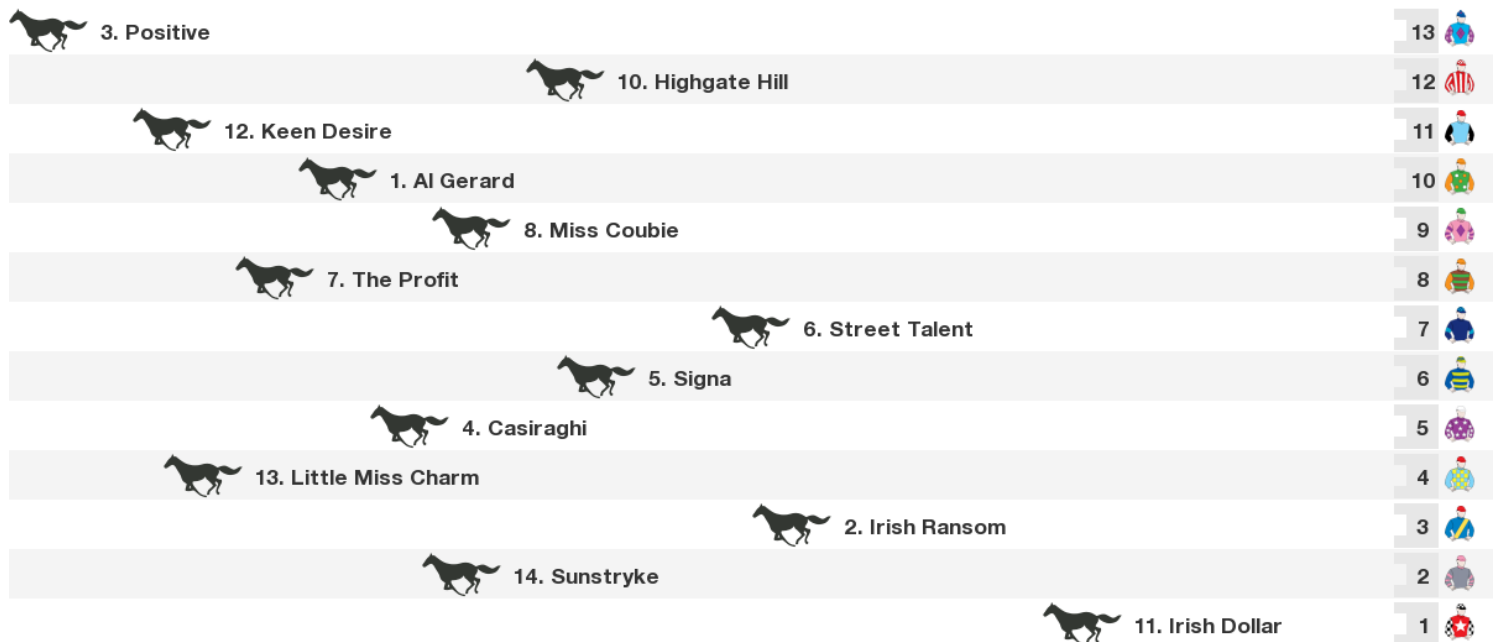 3. Positive 13
10. Highgate Hill 12
12. Keen Desire 11
1. Al Gerard 10
8. Miss Coubie 9
7. The Profit 8
6. Street Talent 7
5. Signa 6
4. Casiraghi 5
13. Little Miss Charm 4
2. Irish Ransom 3
14. Sunstryke 2
11. Irish Dollar 1